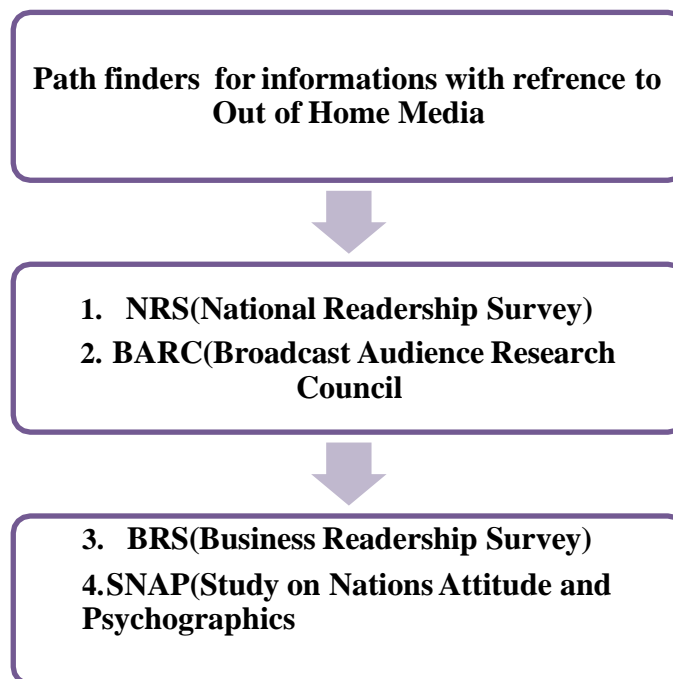 Path finders for informations with refrence to
Out of Home Media
1. NRS(National Readership Survey)
2. BARC(Broadcast Audience Research
Council
3. BRS(Business Readership Survey)
4.SNAP(Study on Nations Attitude and
Psychographics